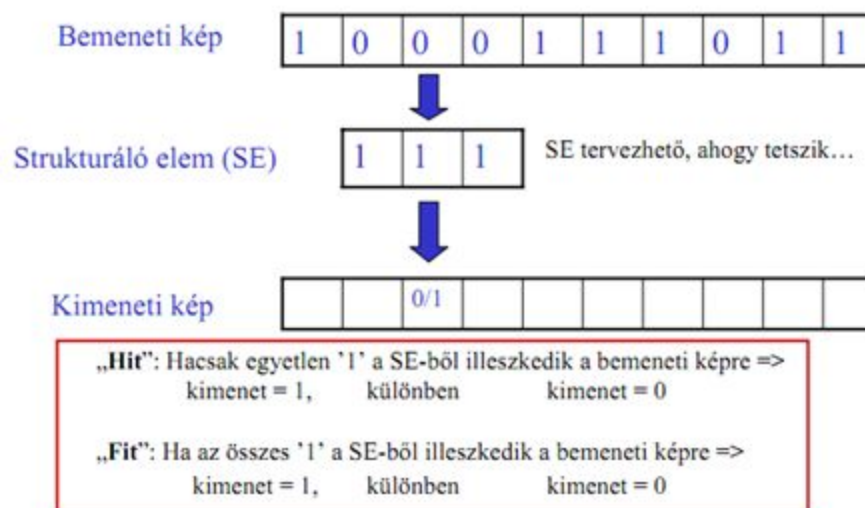 Bemeneti kép 1 0 0 0 1 1 1 0 1 1
Strukturáló elem (SE) 1 1 1 SE tervezhető, ahogy tetszik…
Kimeneti kép 0/1
„Hit”: Hacsak egyetlen ’1’ a SE-ből illeszkedik a bemeneti képre =>
kimenet = 1, különben kimenet = 0
„Fit”: Ha az összes ’1’ a SE-ből illeszkedik a bemeneti képre =>
kimenet = 1, különben kimenet = 0